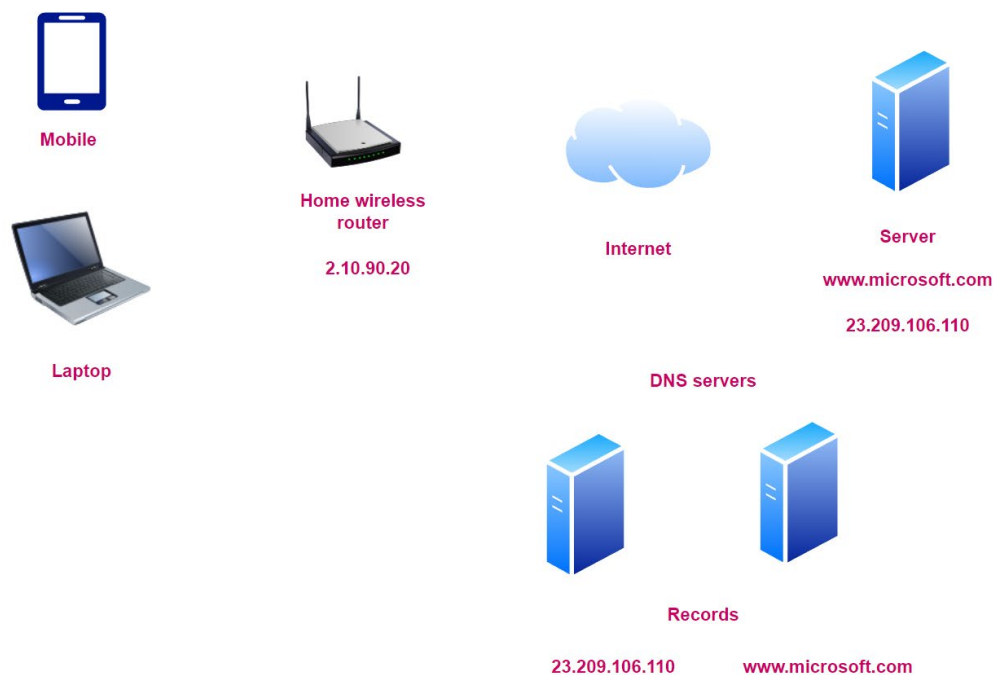 Mobile
Home wireless
router
2.10.90.20
Internet
Server
www.microsoft.com
23.209.106.110
Laptop
DNS servers
Records
23.209.106.110 www.microsoft.com